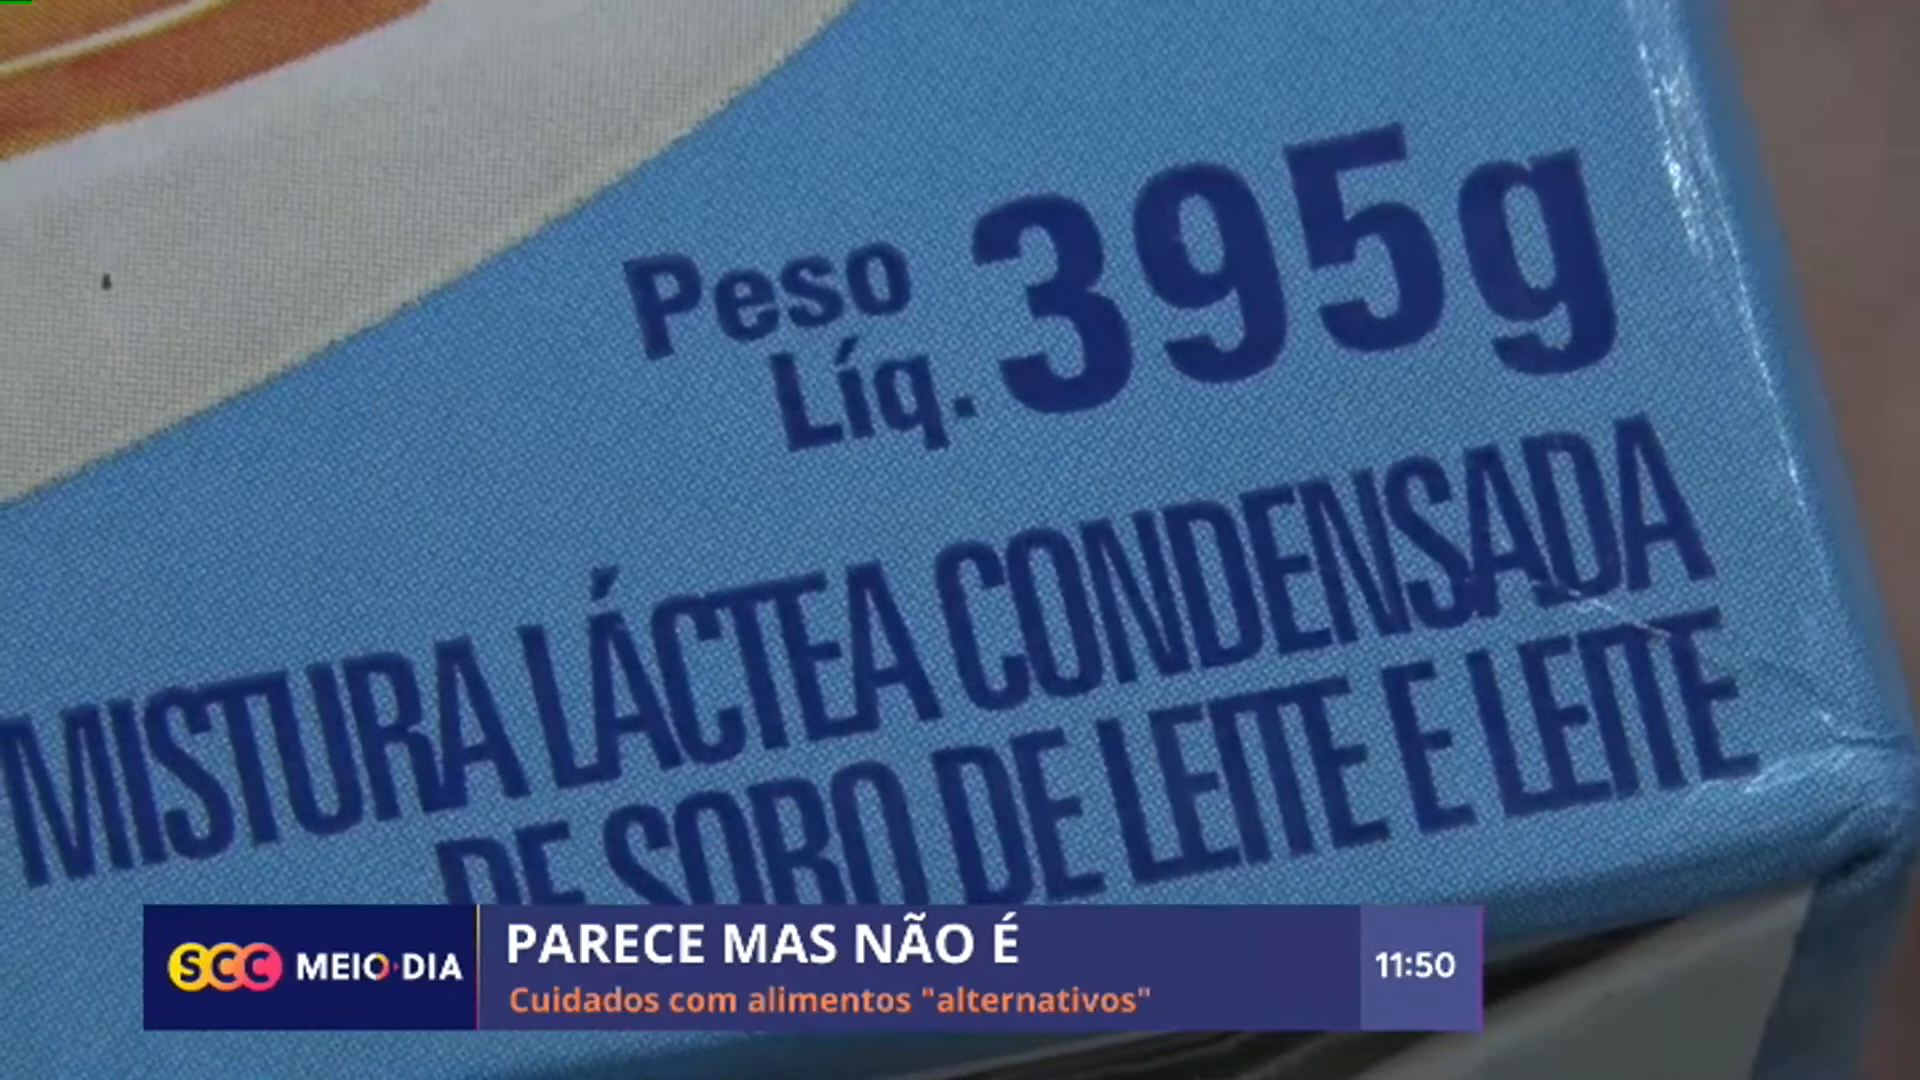 Peso
Líq. 395g
MISTURA LÁCTEA CONDENSADA
DE SORO DE LEITE E LEITE
SCC MEIO-DIA
PARECE MAS NÃO É
Cuidados com alimentos "alternativos"
11:50